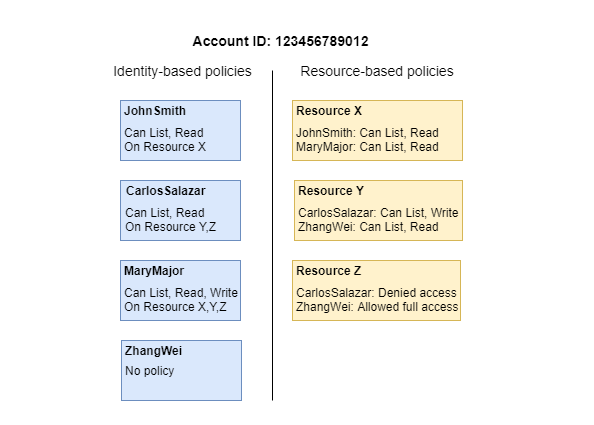 Account ID: 123456789012
Identity-based policies
JohnSmith
Can List, Read
On Resource X
CarlosSalazar
Can List, Read
On Resource Y,Z
MaryMajor
Can List, Read, Write
On Resource X,Y,Z
ZhangWei
No policy
Resource-based policies
Resource X
JohnSmith: Can List, Read
MaryMajor: Can List, Read
Resource Y
CarlosSalazar: Can List, Write
ZhangWei: Can List, Read
Resource Z
CarlosSalazar: Denied access
ZhangWei: Allowed full access